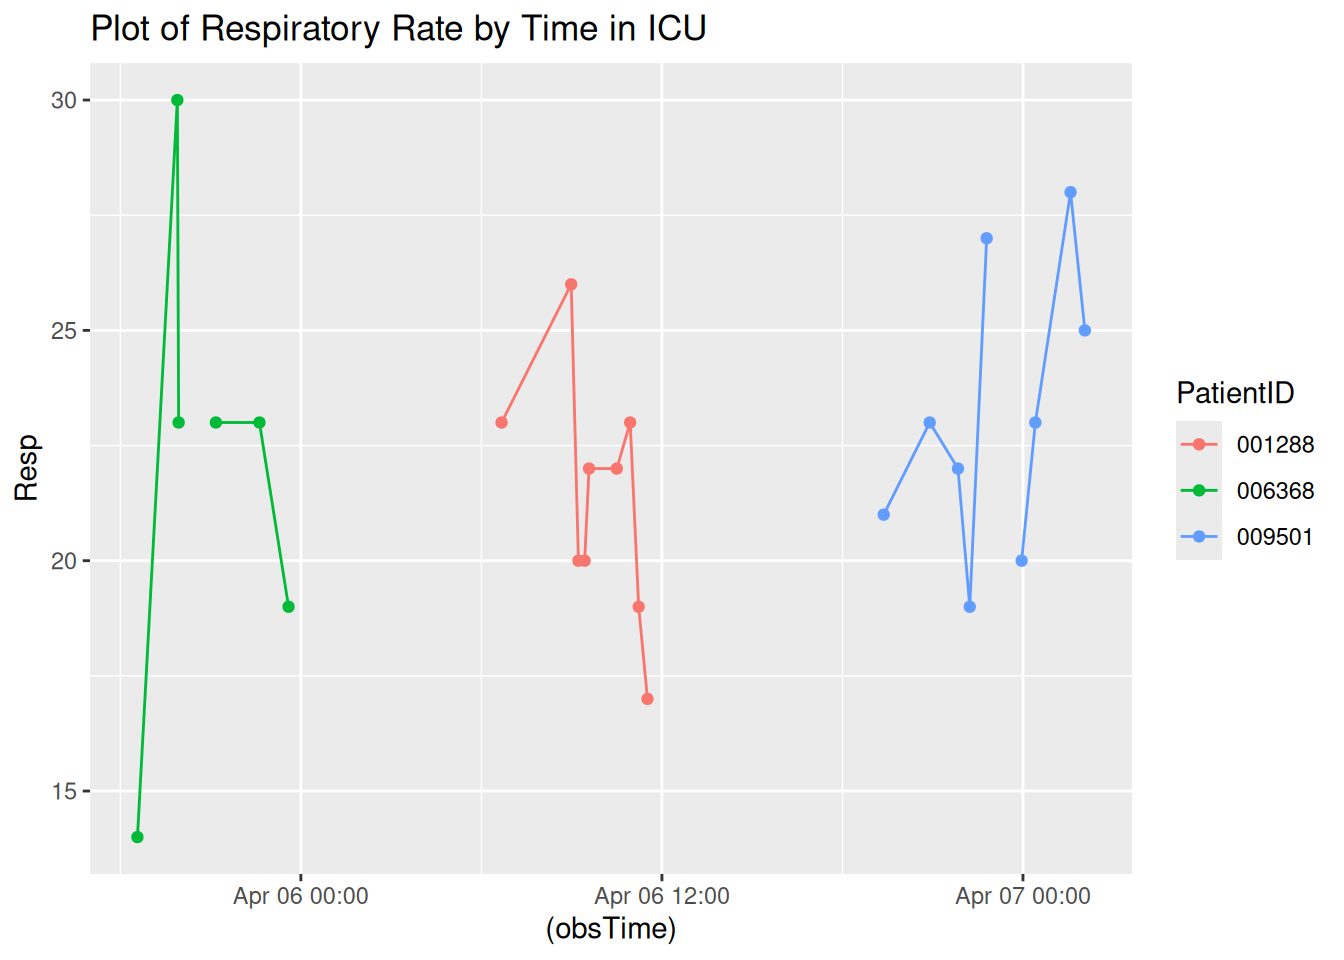 Plot of Respiratory Rate by Time in ICU
30
25
20
15
Resp
Apr 06 00:00
Apr 06 12:00
Apr 07 00:00
(obsTime)
PatientID
001288
006368
009501